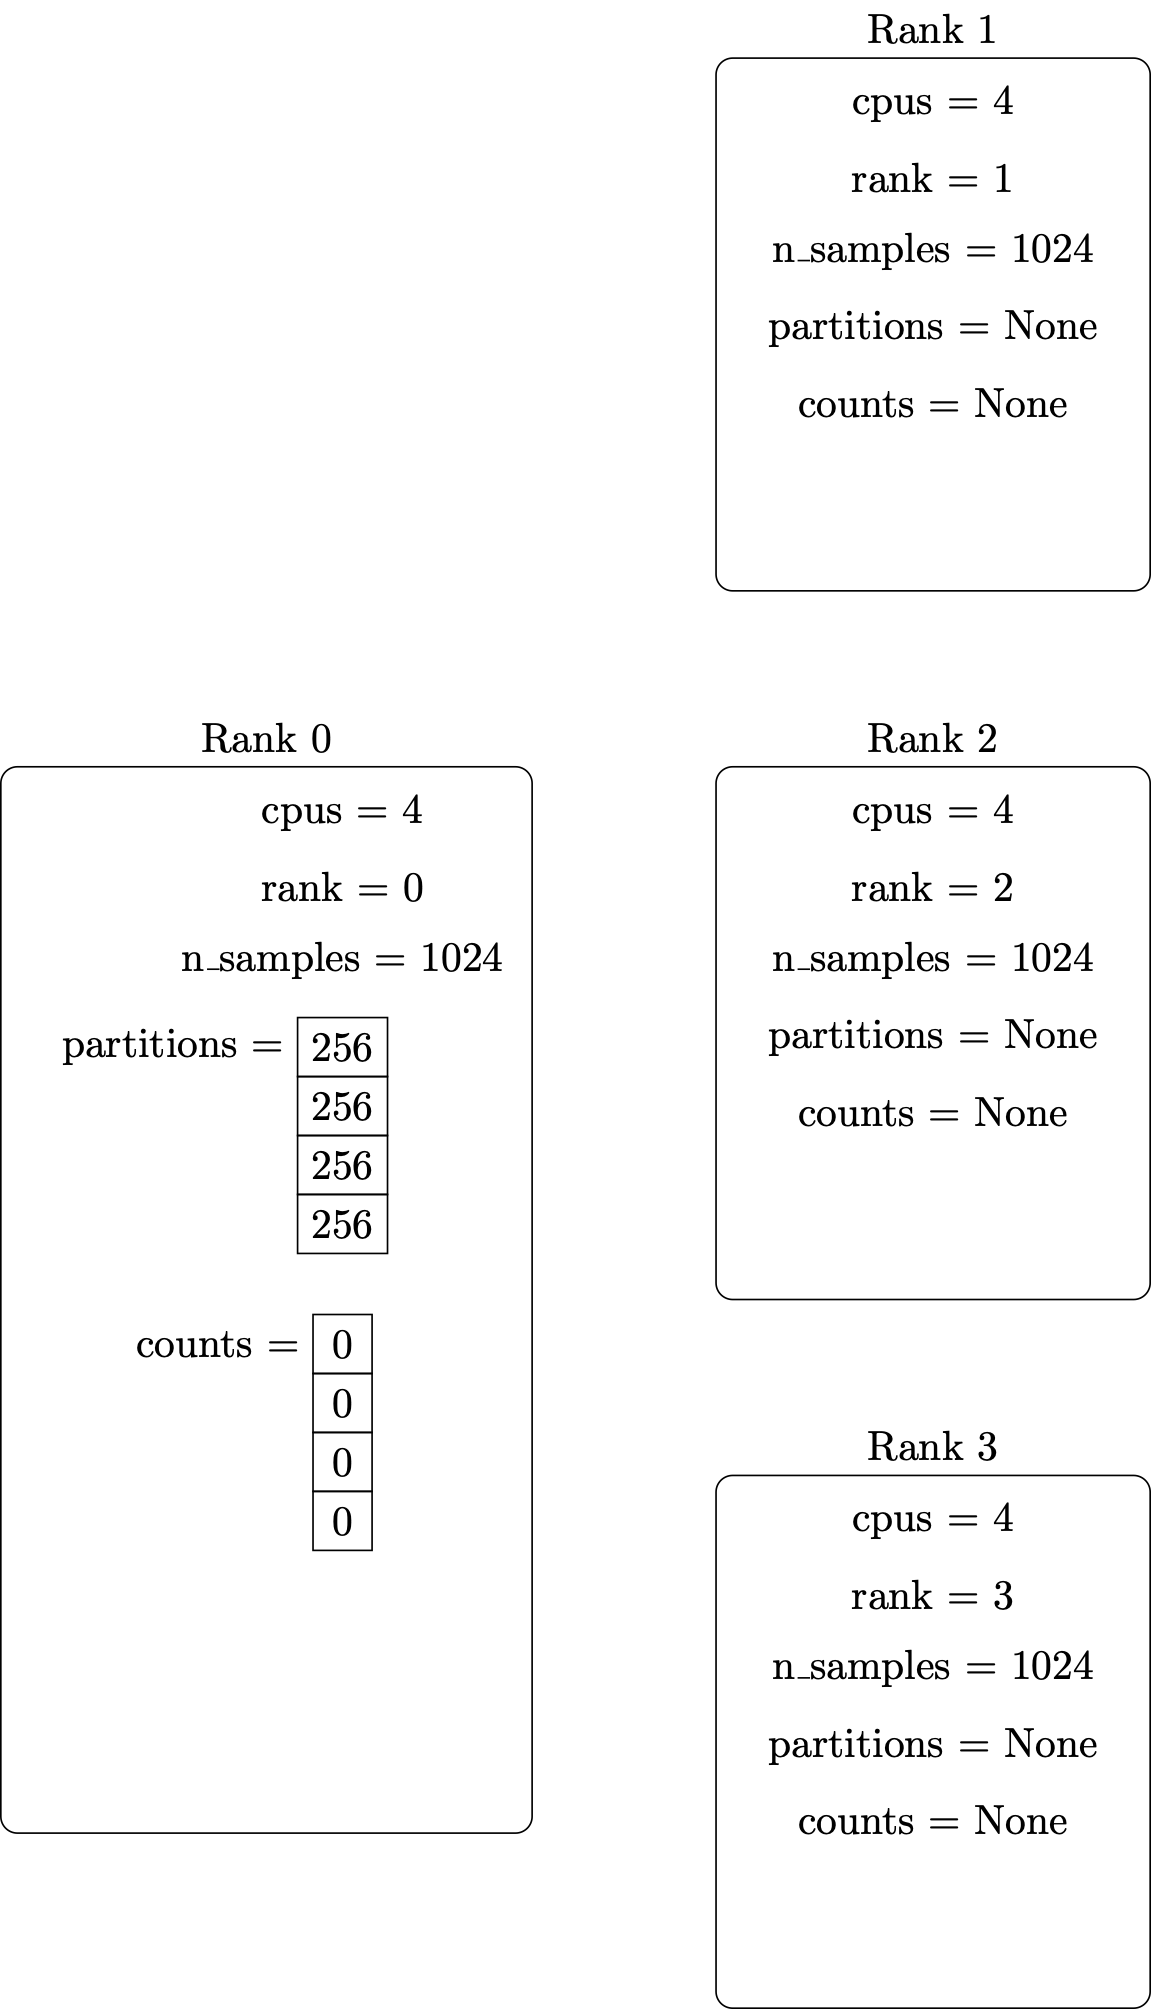 Rank 1
cpus = 4
rank = 1
n_samples = 1024
partitions = None
counts = None
Rank 0
cpus = 4
rank = 0
n_samples = 1024
partitions = 256
256
256
256
counts = 0
0
0
0
Rank 2
cpus = 4
rank = 2
n_samples = 1024
partitions = None
counts = None
Rank 3
cpus = 4
rank = 3
n_samples = 1024
partitions = None
counts = None